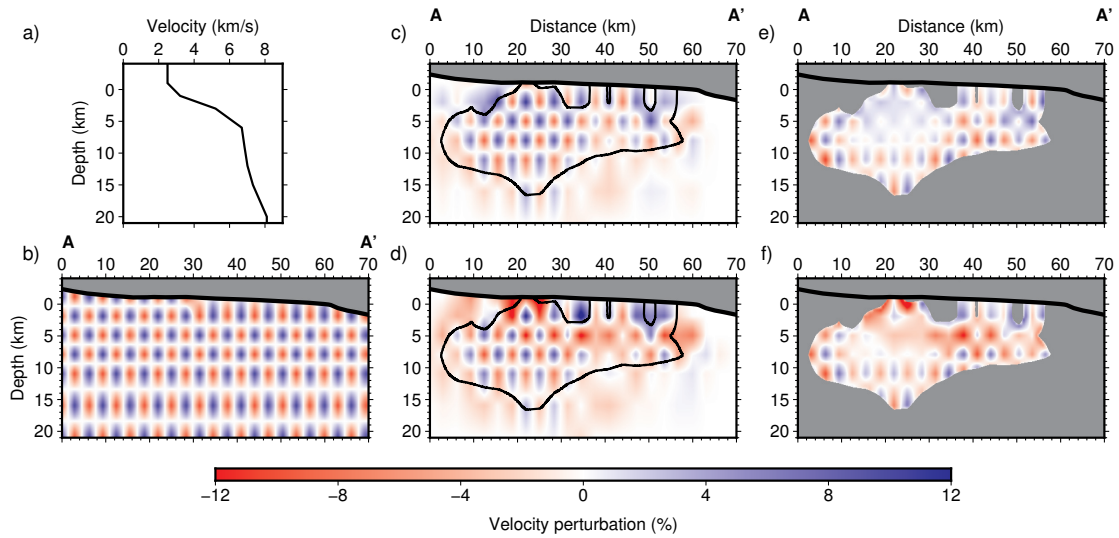 a)
Velocity (km/s)
0 2 4 6 8
Depth (km)
0
5
10
15
20
c)
A A'
Distance (km)
0 10 20 30 40 50 60 70
0
5
10
15
20
e)
A A'
Distance (km)
0 10 20 30 40 50 60 70
0
5
10
15
20
b)
A A'
0 10 20 30 40 50 60 70
Depth (km)
0
5
10
15
20
d)
0 10 20 30 40 50 60 70
0
5
10
15
20
f)
0 10 20 30 40 50 60 70
0
5
10
15
20
−12 −8 −4 0 4 8 12
Velocity perturbation (%)